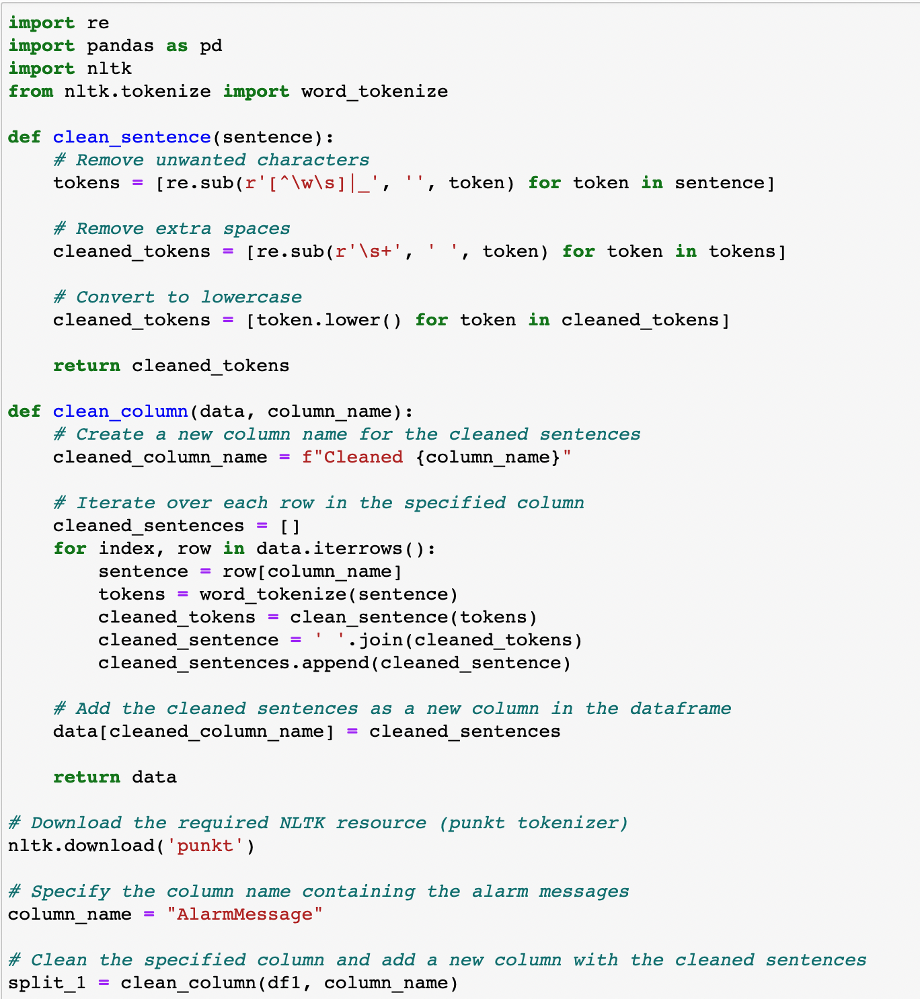 import re
import pandas as pd
import nltk
from nltk.tokenize import word_tokenize

def clean_sentence(sentence):
    # Remove unwanted characters
    tokens = [re.sub(r'[^\w\s]|_', '', token) for token in sentence]

    # Remove extra spaces
    cleaned_tokens = [re.sub(r'\s+', ' ', token) for token in tokens]

    # Convert to lowercase
    cleaned_tokens = [token.lower() for token in cleaned_tokens]

    return cleaned_tokens

def clean_column(data, column_name):
    # Create a new column name for the cleaned sentences
    cleaned_column_name = f"Cleaned {column_name}"

    # Iterate over each row in the specified column
    cleaned_sentences = []
    for index, row in data.iterrows():
        sentence = row[column_name]
        tokens = word_tokenize(sentence)
        cleaned_tokens = clean_sentence(tokens)
        cleaned_sentence = ' '.join(cleaned_tokens)
        cleaned_sentences.append(cleaned_sentence)

    # Add the cleaned sentences as a new column in the dataframe
    data[cleaned_column_name] = cleaned_sentences

    return data

# Download the required NLTK resource (punkt tokenizer)
nltk.download('punkt')

# Specify the column name containing the alarm messages
column_name = "AlarmMessage"

# Clean the specified column and add a new column with the cleaned sentences
split_1 = clean_column(df1, column_name)